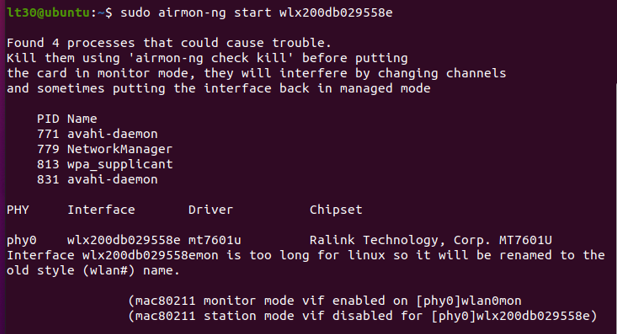 lt30@ubuntu:~$ sudo airmon-ng start wlx200db029558e
Found 4 processes that could cause trouble.
Kill them using 'airmon-ng check kill' before putting
the card in monitor mode, they will interfere by changing channels
and sometimes putting the interface back in managed mode
PID Name
771 avahi-daemon
779 NetworkManager
813 wpa_supplicant
831 avahi-daemon
PHY Interface Driver Chipset
phy0 wlx200db029558e mt7601u Ralink Technology, Corp. MT7601U
Interface wlx200db029558emon is too long for linux so it will be renamed to the
old style (wlan#) name.
(mac80211 monitor mode vif enabled on [phy0]wlan0mon
(mac80211 station mode vif disabled for [phy0]wlx200db029558e)